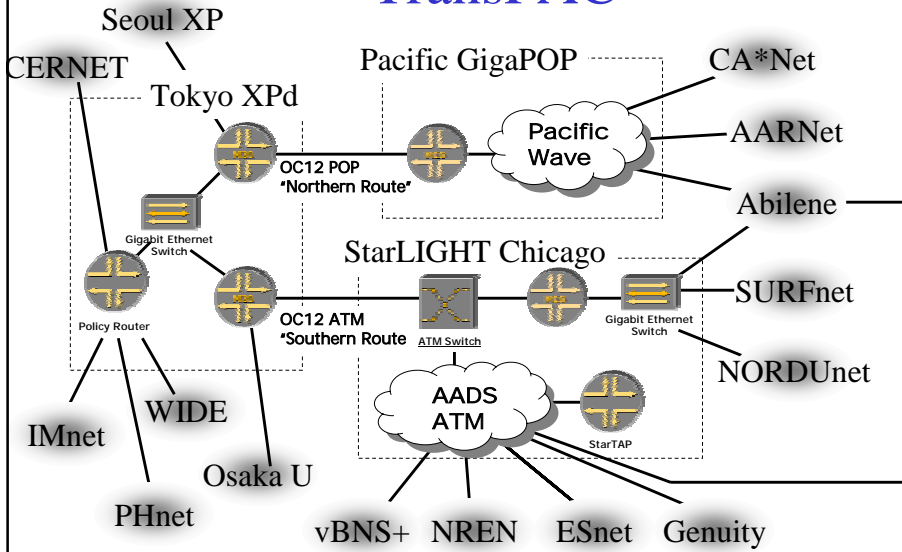 TransPAC
Seoul XP
CERNET
Tokyo XPd
Pacific GigaPOP
CA*Net
Pacific
Wave
AARNet
OC12 POP
"Northern Route"
Abilene
Gigabit Ethernet
Switch
StarLIGHT Chicago
SURFnet
Policy Router
OC12 ATM
"Southern Route
ATM Switch
Gigabit Ethernet
Switch
NORDUnet
IMnet
WIDE
AADS
ATM
StarTAP
Osaka U
PHnet
vBNS+
NREN
ESnet
Genuity